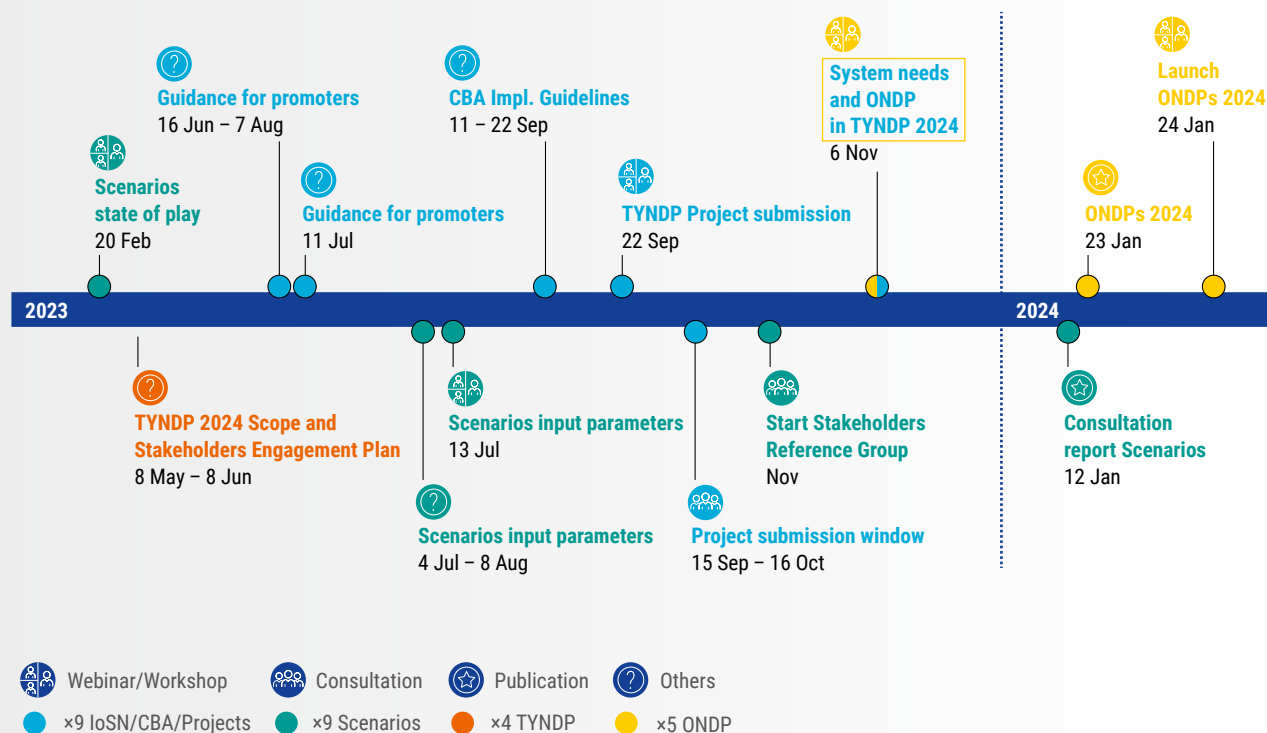 Guidance for promoters
16 Jun – 7 Aug
CBA Impl. Guidelines
11 – 22 Sep
System needs
and ONDP
in TYNDP 2024
6 Nov
Launch
ONDPs 2024
24 Jan
Scenarios
state of play
20 Feb
Guidance for promoters
11 Jul
TYNDP Project submission
22 Sep
ONDPs 2024
23 Jan
2023
2024
TYNDP 2024 Scope and
Stakeholders Engagement Plan
8 May – 8 Jun
Scenarios input parameters
13 Jul
Start Stakeholders
Reference Group
Nov
Consultation
report Scenarios
12 Jan
Scenarios input parameters
4 Jul – 8 Aug
Project submission window
15 Sep – 16 Oct
Webinar/Workshop
Consultation
Publication
? Others
×9 IoSN/CBA/Projects
×9 Scenarios
×4 TYNDP
×5 ONDP